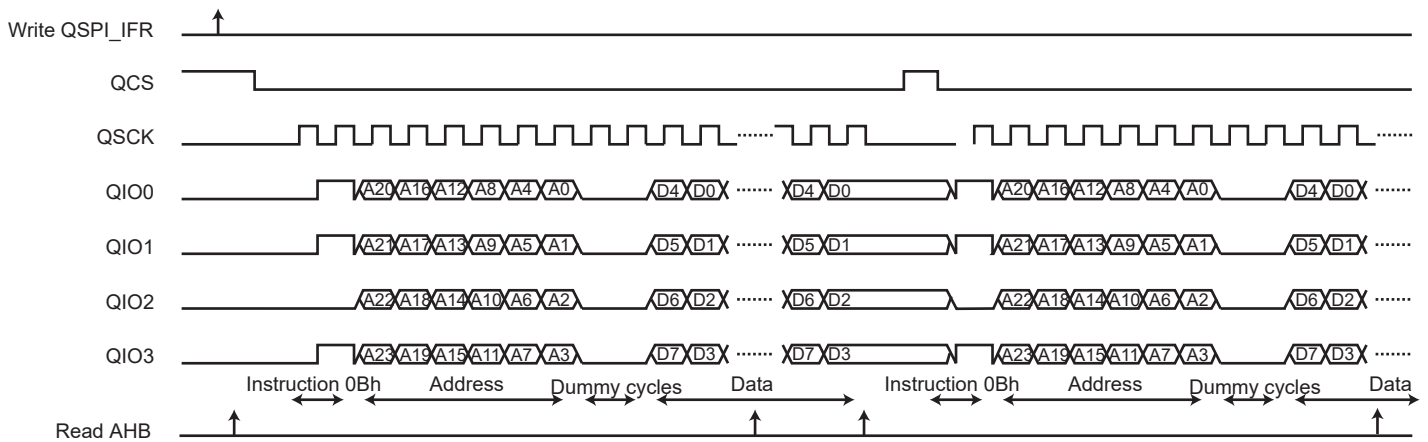 Write QSPI_IFR
QCS
QSCK
QIO0 A20 A16 A12 A8 A4 A0 D4 D0 D4 D0 A20 A16 A12 A8 A4 A0 D4 D0
QIO1 A21 A17 A13 A9 A5 A1 D5 D1 D5 D1 A21 A17 A13 A9 A5 A1 D5 D1
QIO2 A22 A18 A14 A10 A6 A2 D6 D2 D6 D2 A22 A18 A14 A10 A6 A2 D6 D2
QIO3 A23 A19 A15 A11 A7 A3 D7 D3 D7 D3 A23 A19 A15 A11 A7 A3 D7 D3
Instruction 0Bh Address Dummy cycles Data Instruction 0Bh Address Dummy cycles Data
Read AHB